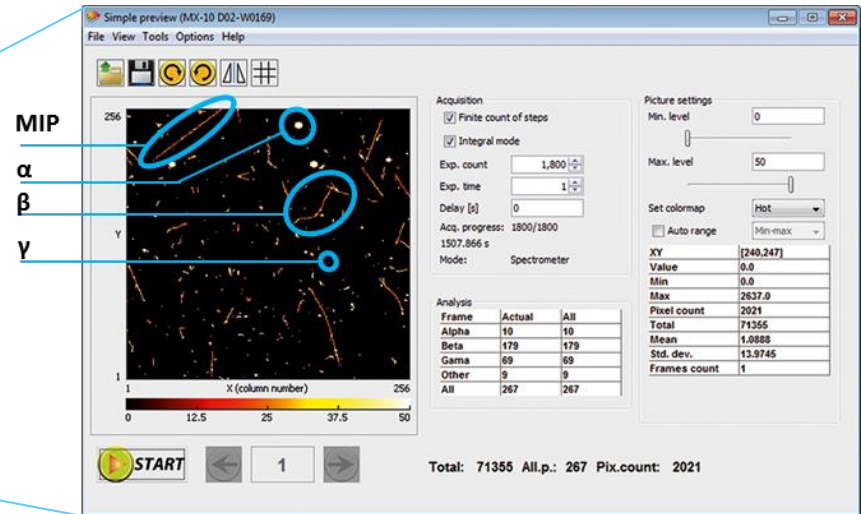 Simple preview (MX-10 D02-W0169)
File View Tools Options Help
MIP
α
β
γ
256
Y
1
1 X (column number) 256
0 12.5 25 37.5 50
Acquisition
Finite count of steps
Integral mode
Exp. count 1,800
Exp. time 1
Delay [s] 0
Acq. progress: 1800/1800
1507.866 s
Mode: Spectrometer
Analysis
Frame Actual All
Alpha 10 10
Beta 179 179
Gama 69 69
Other 9 9
All 267 267
Picture settings
Min. level 0
Max. level 50
Set colormap Hot
Auto range Min-max
XY [240,247]
Value 0.0
Min 0.0
Max 2637.0
Pixel count 2021
Total 71355
Mean 1.0888
Std. dev. 13.9745
Frames count 1
START 1
Total: 71355 All.p.: 267 Pix.count: 2021